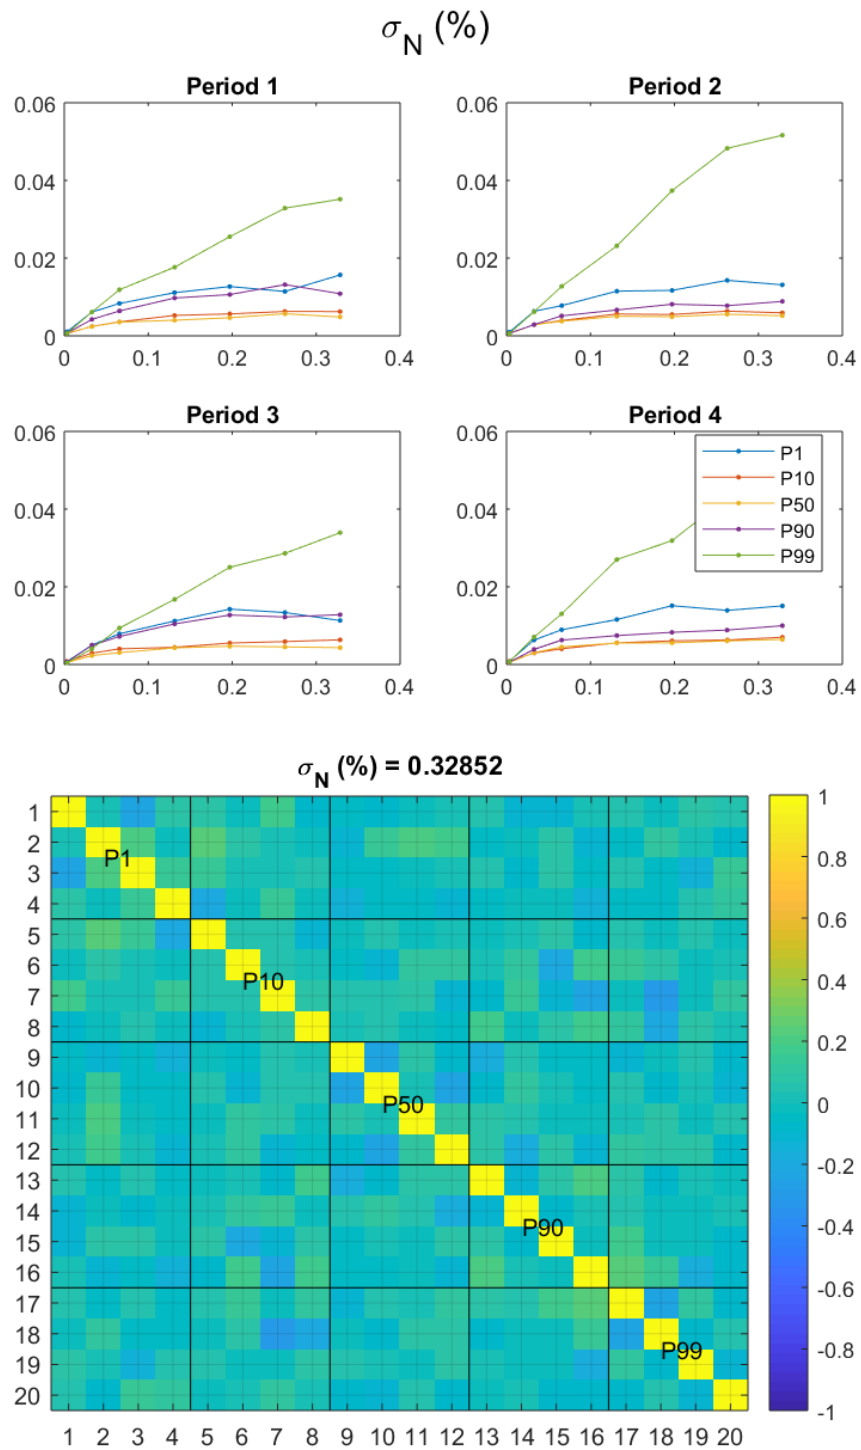 σN (%)
Period 1
Period 2
0.06
0.04
0.02
0
0 0.1 0.2 0.3 0.4
0.06
0.04
0.02
0
0 0.1 0.2 0.3 0.4
Period 3
Period 4
0.06
0.04
0.02
0
0 0.1 0.2 0.3 0.4
0.06
0.04
0.02
0
0 0.1 0.2 0.3 0.4
P1
P10
P50
P90
P99
σN (%) = 0.32852
1
2
3
4
5
6
7
8
9
10
11
12
13
14
15
16
17
18
19
20
P1
P10
P50
P90
P99
1 2 3 4 5 6 7 8 9 10 11 12 13 14 15 16 17 18 19 20
1
0.8
0.6
0.4
0.2
0
-0.2
-0.4
-0.6
-0.8
-1